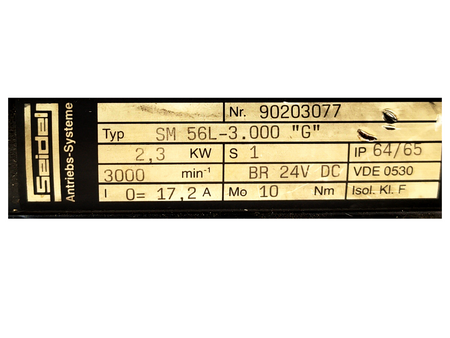 Seidel
Antriebs-Systeme
Nr. 90203077
Typ SM 56L-3.000 "G"
2,3 KW S 1 IP 64/65
3000 min⁻¹ BR 24V DC VDE 0530
I 0= 17,2 A Mo 10 Nm Isol. Kl. F